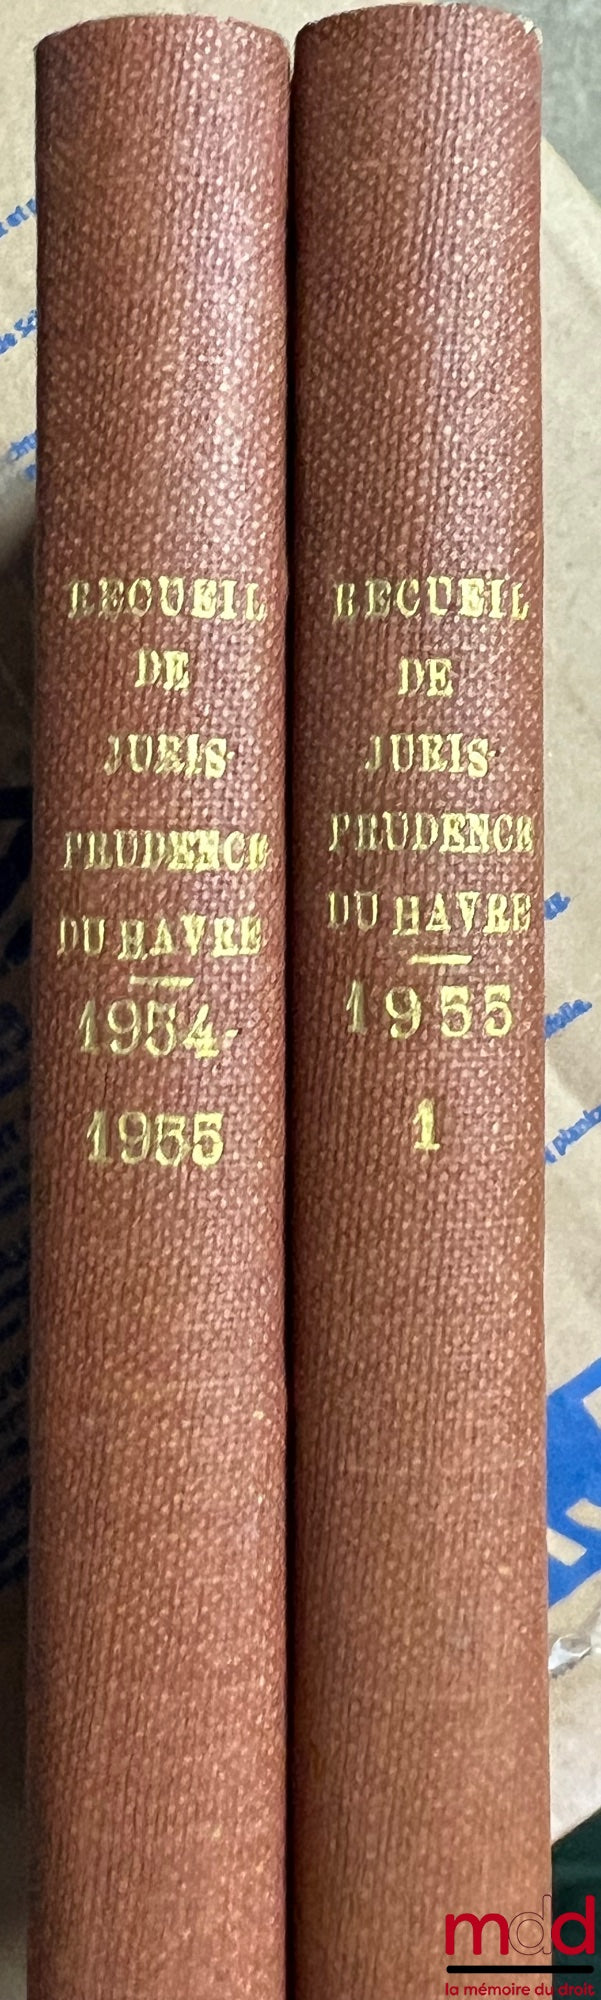 RECUEIL
DE
JURIS-
PRUDENCE
DU HAVRE
1954-
1955
RECUEIL
DE
JURIS-
PRUDENCE
DU HAVRE
1955
1
mdd
la mémoire du droit